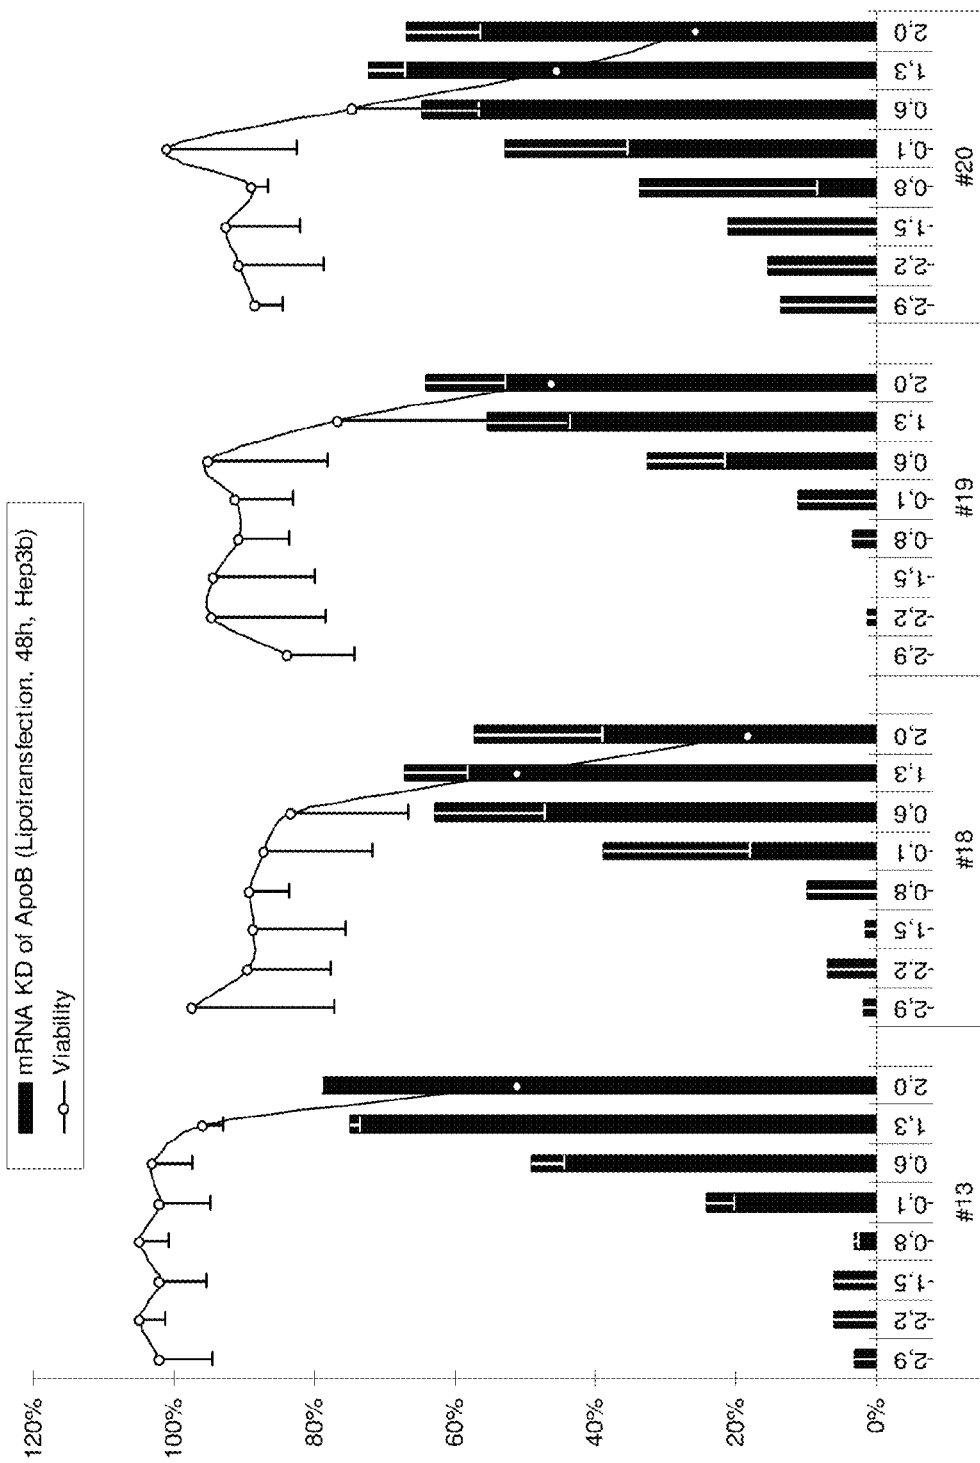 mRNA KD of ApoB (Lipotransfection, 48h, Hep3b)
Viability
120%
100%
80%
60%
40%
20%
0%
-2,9 -2,2 -1,5 -0,8 -0,1 0,6 1,3 2,0 -2,9 -2,2 -1,5 -0,8 -0,1 0,6 1,3 2,0 -2,9 -2,2 -1,5 -0,8 -0,1 0,6 1,3 2,0 -2,9 -2,2 -1,5 -0,8 -0,1 0,6 1,3 2,0
#13 #18 #19 #20